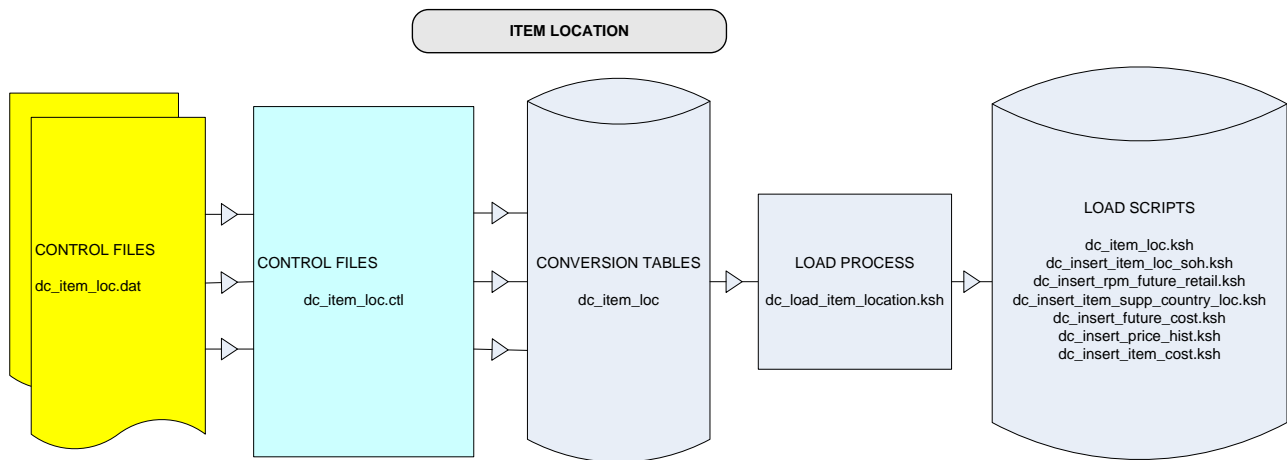 ITEM LOCATION
CONTROL FILES
dc_item_loc.dat
CONTROL FILES
dc_item_loc.ctl
CONVERSION TABLES
dc_item_loc
LOAD PROCESS
dc_load_item_location.ksh
LOAD SCRIPTS
dc_item_loc.ksh
dc_insert_item_loc_soh.ksh
dc_insert_rpm_future_retail.ksh
dc_insert_item_supp_country_loc.ksh
dc_insert_future_cost.ksh
dc_insert_price_hist.ksh
dc_insert_item_cost.ksh